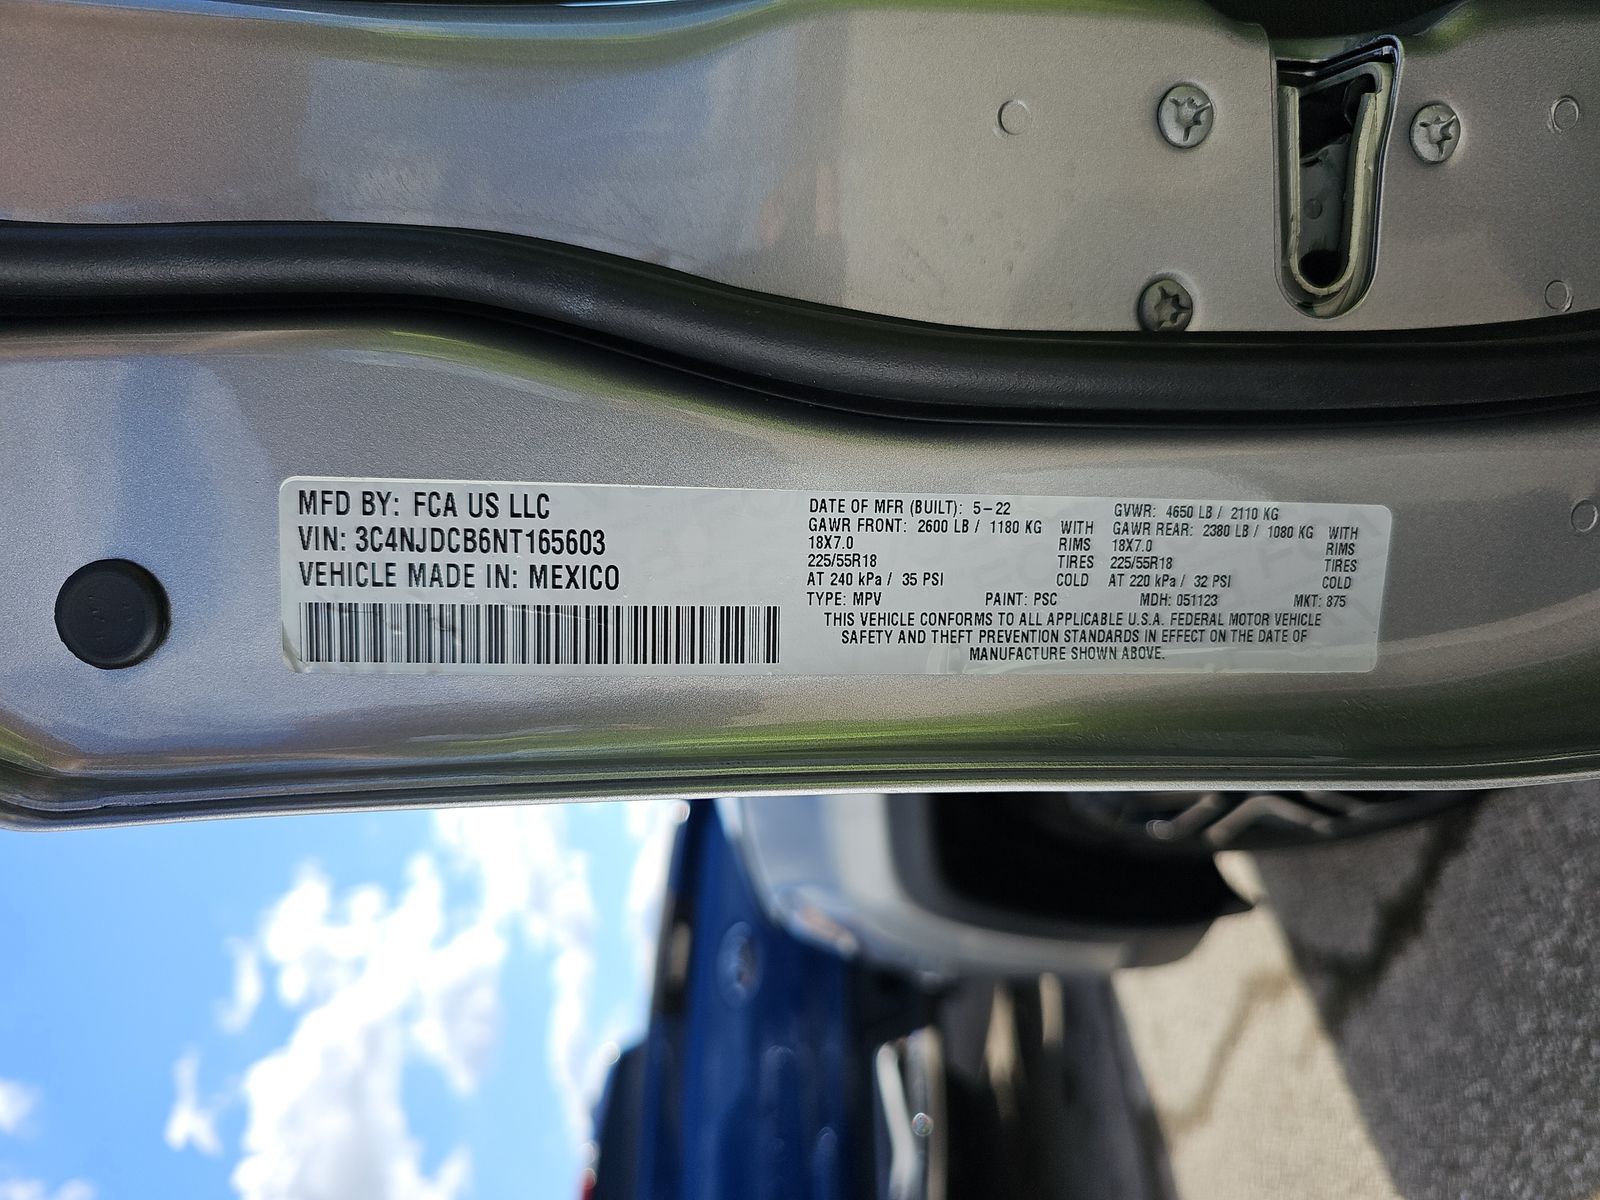 MFD BY: FCA US LLC
VIN: 3C4NJDCB6NT165603
VEHICLE MADE IN: MEXICO
DATE OF MFR (BUILT): 5-22 GVWR: 4650 LB / 2110 KG
GAWR FRONT: 2600 LB / 1180 KG WITH GAWR REAR: 2380 LB / 1080 KG WITH
18X7.0 RIMS 18X7.0 RIMS
225/55R18 TIRES 225/55R18 TIRES
AT 240 kPa / 35 PSI COLD AT 220 kPa / 32 PSI COLD
TYPE: MPV PAINT: PSC MDH: 051123 MKT: 875
THIS VEHICLE CONFORMS TO ALL APPLICABLE U.S.A. FEDERAL MOTOR VEHICLE
SAFETY AND THEFT PREVENTION STANDARDS IN EFFECT ON THE DATE OF
MANUFACTURE SHOWN ABOVE.